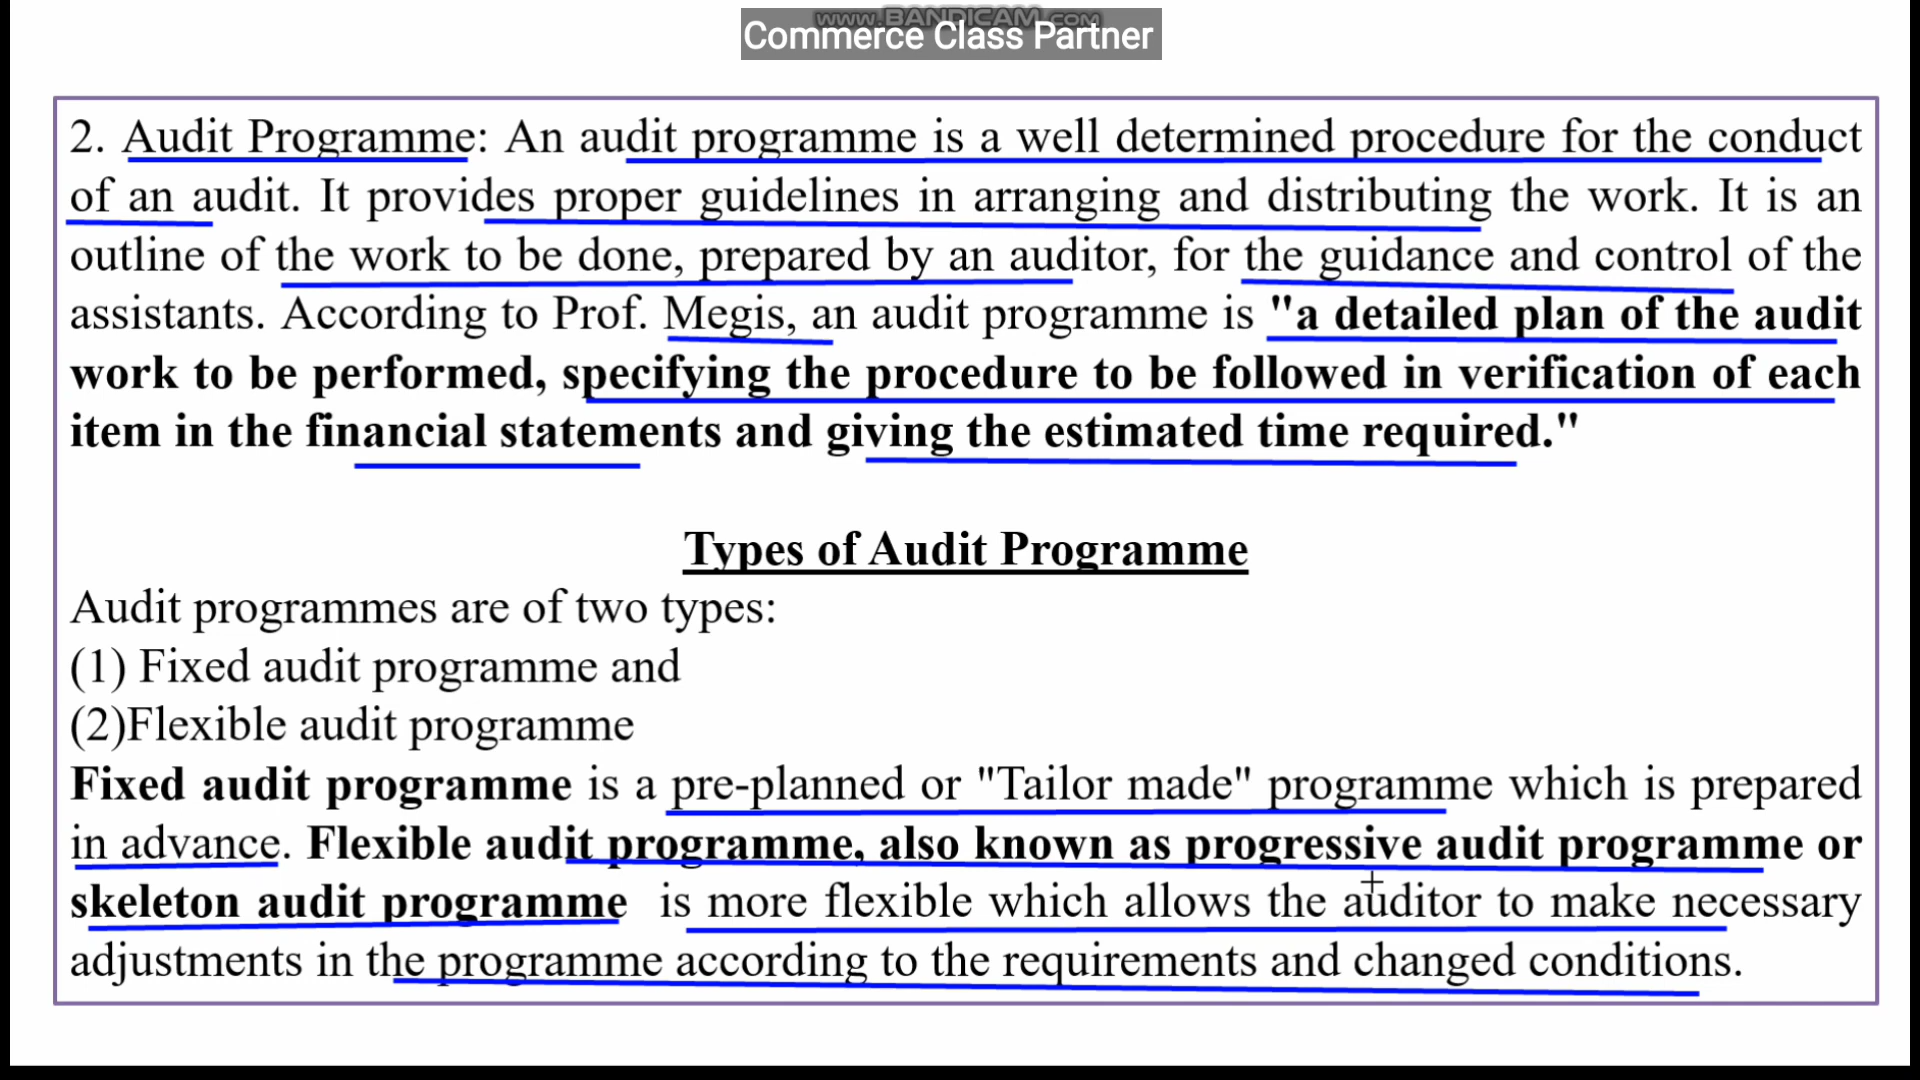 www.BANDICAM.COM
Commerce Class Partner
2. Audit Programme: An audit programme is a well determined procedure for the conduct
of an audit. It provides proper guidelines in arranging and distributing the work. It is an
outline of the work to be done, prepared by an auditor, for the guidance and control of the
assistants. According to Prof. Megis, an audit programme is "a detailed plan of the audit
work to be performed, specifying the procedure to be followed in verification of each
item in the financial statements and giving the estimated time required."
Types of Audit Programme
Audit programmes are of two types:
(1) Fixed audit programme and
(2)Flexible audit programme
Fixed audit programme is a pre-planned or "Tailor made" programme which is prepared
in advance. Flexible audit programme, also known as progressive audit programme or
skeleton audit programme is more flexible which allows the auditor to make necessary
adjustments in the programme according to the requirements and changed conditions.